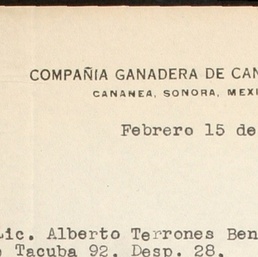 COMPAÑIA GANADERA DE CAN
CANANEA, SONORA, MEXI
Febrero 15 de
Lic. Alberto Terrones Ben
Tacuba 92. Desp. 28.